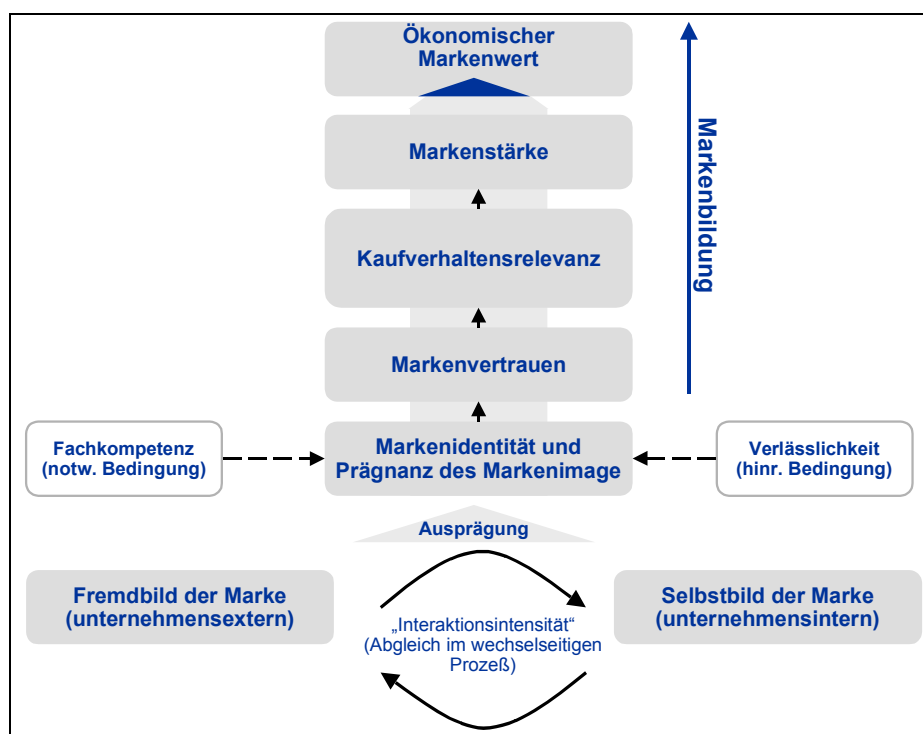 Ökonomischer
Markenwert
Markenstärke
Kaufverhaltensrelevanz
Markenvertrauen
Markenbildung
Fachkompetenz
(notw. Bedingung)
Markenidentität und
Prägnanz des Markenimage
Verlässlichkeit
(hinr. Bedingung)
Ausprägung
Fremdbild der Marke
(unternehmensextern)
„Interaktionsintensität“
(Abgleich im wechselseitigen
Prozeß)
Selbstbild der Marke
(unternehmensintern)